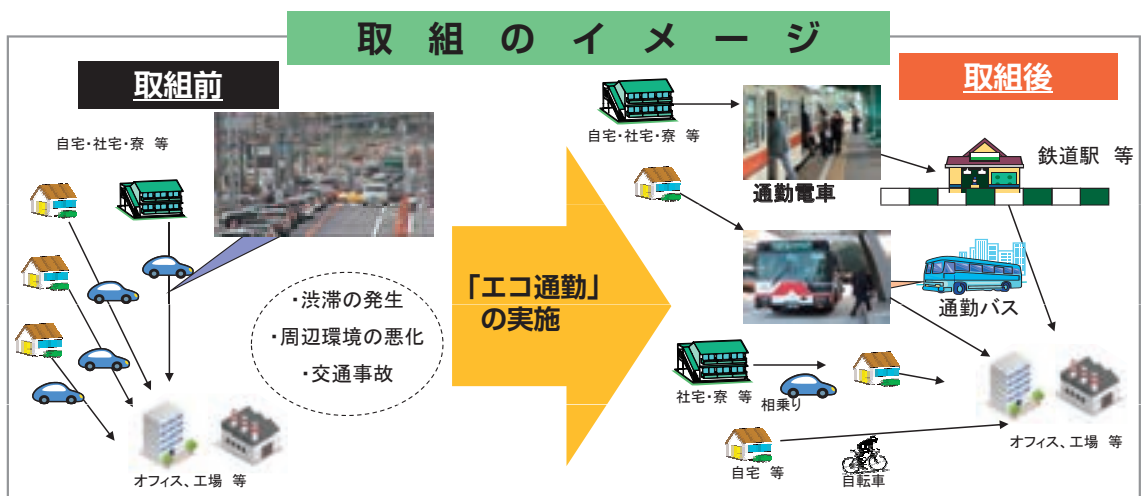 取組のイメージ
取組前
自宅・社宅・寮 等
・渋滞の発生
・周辺環境の悪化
・交通事故
オフィス、工場 等
「エコ通勤」
の実施
取組後
自宅・社宅・寮 等
通勤電車
鉄道駅 等
通勤バス
社宅・寮 等
相乗り
自宅 等
自転車
オフィス、工場 等